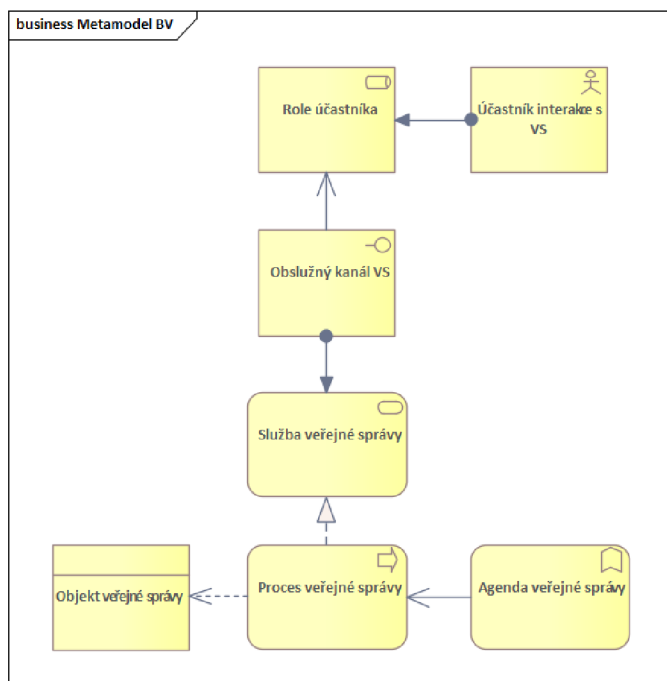 business Metamodel BV
Role účastníka
Účastník interakce s
VS
Obslužný kanál VS
Služba veřejné správy
Objekt veřejné správy
Proces veřejné správy
Agenda veřejné správy